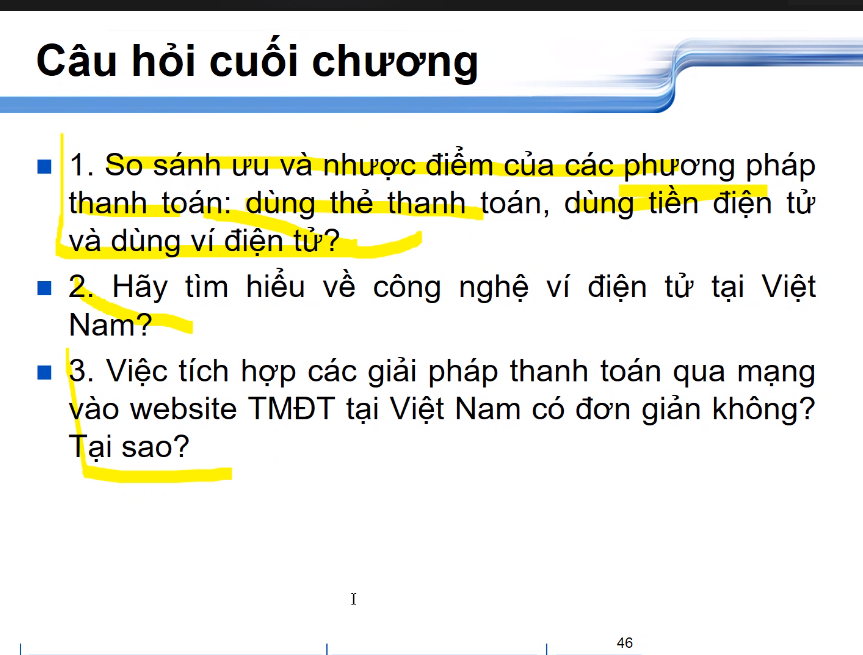 Câu hỏi cuối chương
1. So sánh ưu và nhược điểm của các phương pháp
thanh toán: dùng thẻ thanh toán, dùng tiền điện tử
và dùng ví điện tử?
2. Hãy tìm hiểu về công nghệ ví điện tử tại Việt
Nam?
3. Việc tích hợp các giải pháp thanh toán qua mạng
vào website TMĐT tại Việt Nam có đơn giản không?
Tại sao?
46